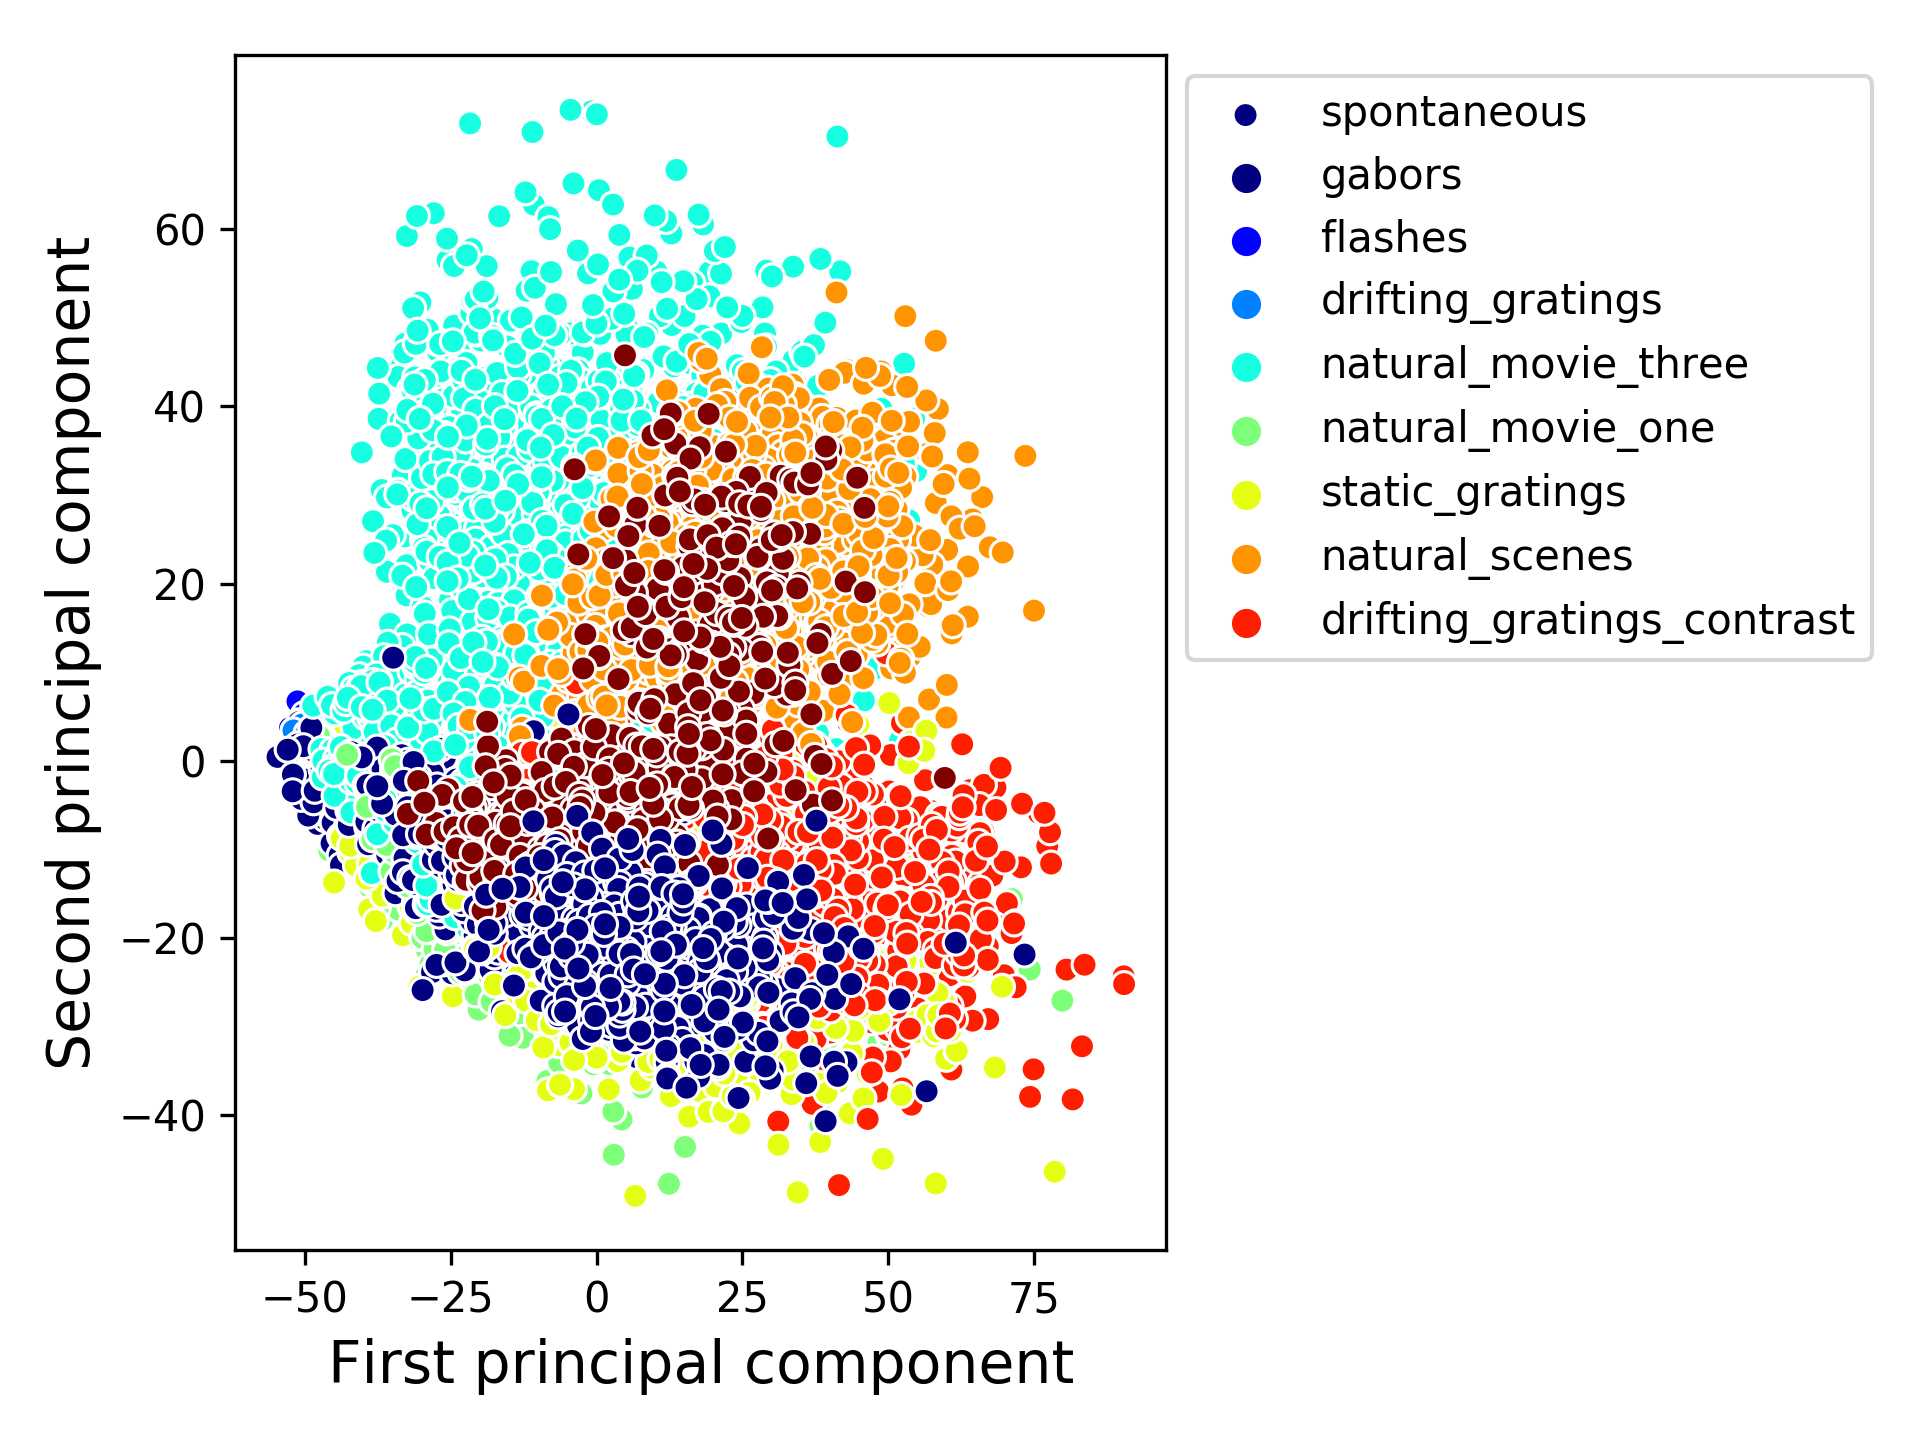 60
40
20
0
−20
−40
−50 −25 0 25 50 75
First principal component
Second principal component
spontaneous
gabors
flashes
drifting_gratings
natural_movie_three
natural_movie_one
static_gratings
natural_scenes
drifting_gratings_contrast